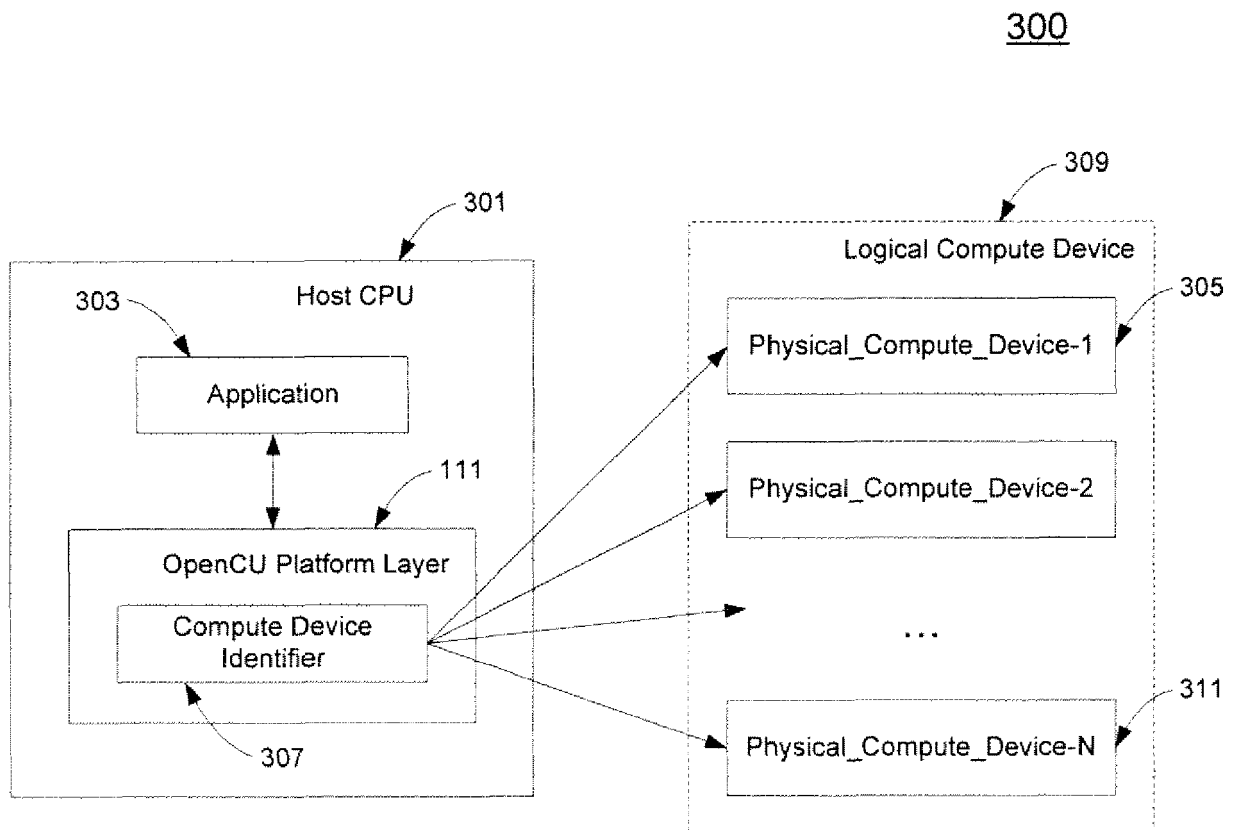 300
309
301
Logical Compute Device
303
Host CPU
305
Physical_Compute_Device-1
Application
111
Physical_Compute_Device-2
OpenCU Platform Layer
Compute Device
Identifier
...
311
307
Physical_Compute_Device-N